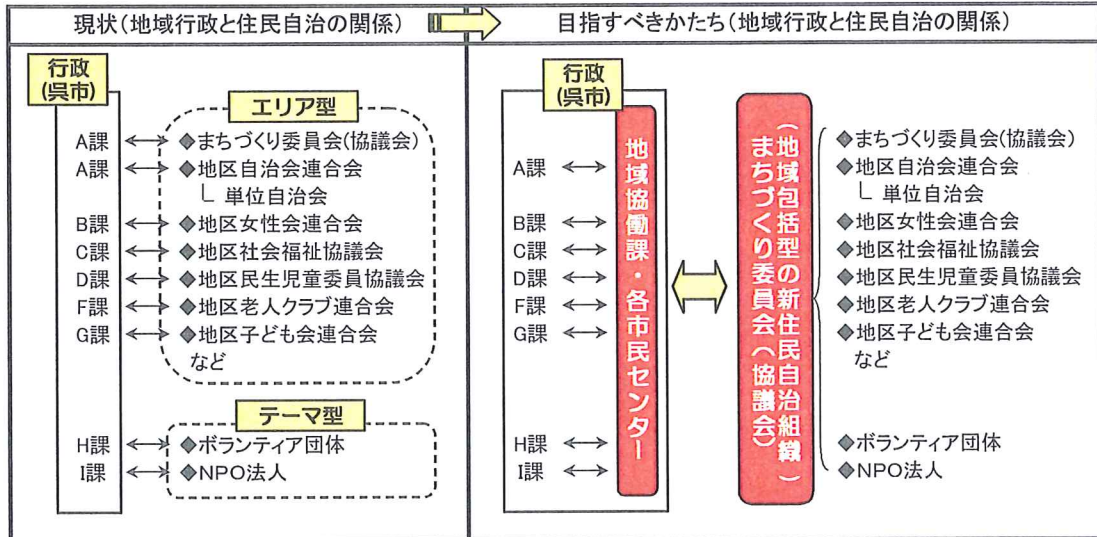 現状(地域行政と住民自治の関係)
行政
(呉市)
エリア型
A課 ◆まちづくり委員会(協議会)
A課 ◆地区自治会連合会
└ 単位自治会
B課 ◆地区女性会連合会
C課 ◆地区社会福祉協議会
D課 ◆地区民生児童委員協議会
F課 ◆地区老人クラブ連合会
G課 ◆地区子ども会連合会
など
テーマ型
H課 ◆ボランティア団体
I課 ◆NPO法人
目指すべきかたち(地域行政と住民自治の関係)
行政
(呉市)
A課
B課
C課
D課
F課
G課
H課
I課
地域協働課・各市民センター
(地域包括型の新住民自治組織)
まちづくり委員会(協議会)
◆まちづくり委員会(協議会)
◆地区自治会連合会
└ 単位自治会
◆地区女性会連合会
◆地区社会福祉協議会
◆地区民生児童委員協議会
◆地区老人クラブ連合会
◆地区子ども会連合会
など
◆ボランティア団体
◆NPO法人